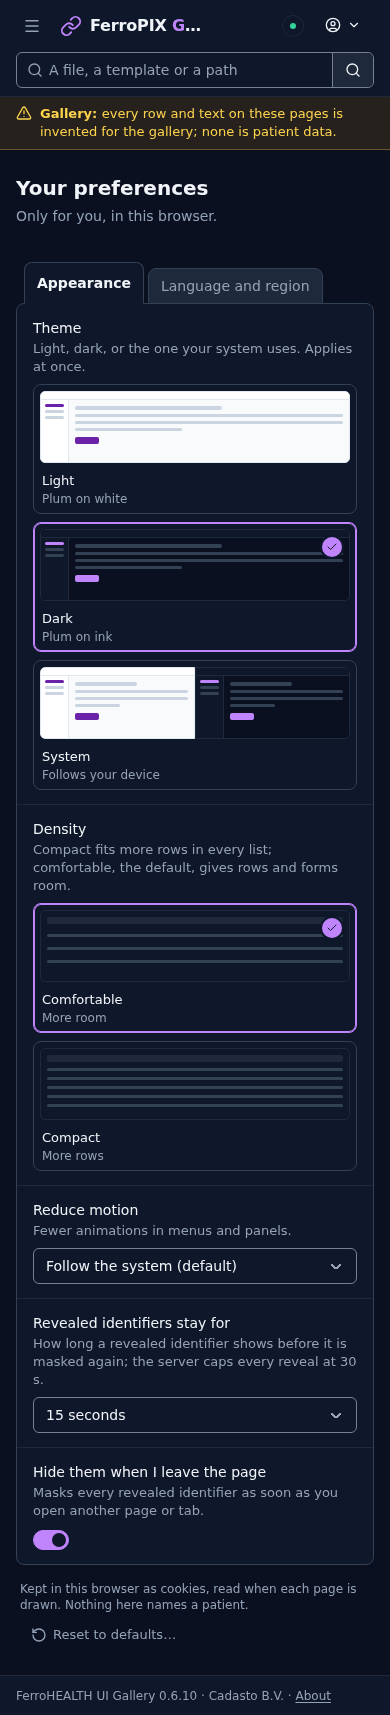 FerroPIX G…
A file, a template or a path
Gallery: every row and text on these pages is
invented for the gallery; none is patient data.
Your preferences
Only for you, in this browser.
Appearance
Language and region
Theme
Light, dark, or the one your system uses. Applies
at once.
Light
Plum on white
Dark
Plum on ink
System
Follows your device
Density
Compact fits more rows in every list;
comfortable, the default, gives rows and forms
room.
Comfortable
More room
Compact
More rows
Reduce motion
Fewer animations in menus and panels.
Follow the system (default)
Revealed identifiers stay for
How long a revealed identifier shows before it is
masked again; the server caps every reveal at 30
s.
15 seconds
Hide them when I leave the page
Masks every revealed identifier as soon as you
open another page or tab.
Kept in this browser as cookies, read when each page is
drawn. Nothing here names a patient.
Reset to defaults…
FerroHEALTH UI Gallery 0.6.10 · Cadasto B.V. · About